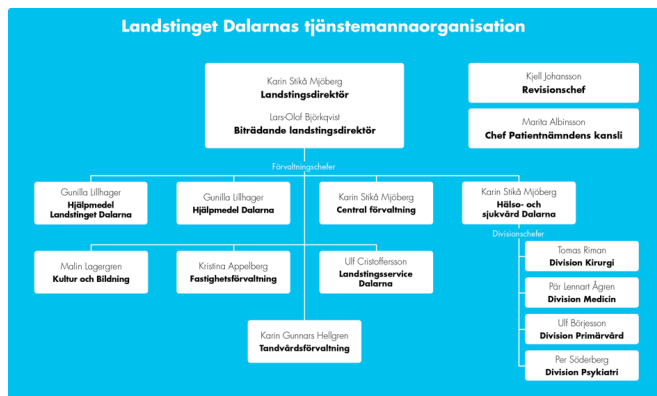 Landstinget Dalarnas tjänstemannaorganisation
Karin Stikå Mjöberg
Landstingsdirektör
Lars-Olof Björkqvist
Biträdande landstingsdirektör
Kjell Johansson
Revisionschef
Marita Albinsson
Chef Patientnämndens kansli
Förvaltningschefer
Gunilla Lillhager
Hjälpmedel
Landstinget Dalarna
Gunilla Lillhager
Hjälpmedel Dalarna
Karin Stikå Mjöberg
Central förvaltning
Karin Stikå Mjöberg
Hälso- och
sjukvård Dalarna
Divisionschefer
Malin Lagergren
Kultur och Bildning
Kristina Appelberg
Fastighetsförvaltning
Ulf Cristoffersson
Landstingsservice
Dalarna
Tomas Riman
Division Kirurgi
Pär Lennart Ågren
Division Medicin
Ulf Börjesson
Division Primärvård
Per Söderberg
Division Psykiatri
Karin Gunnars Hellgren
Tandvårdsförvaltning